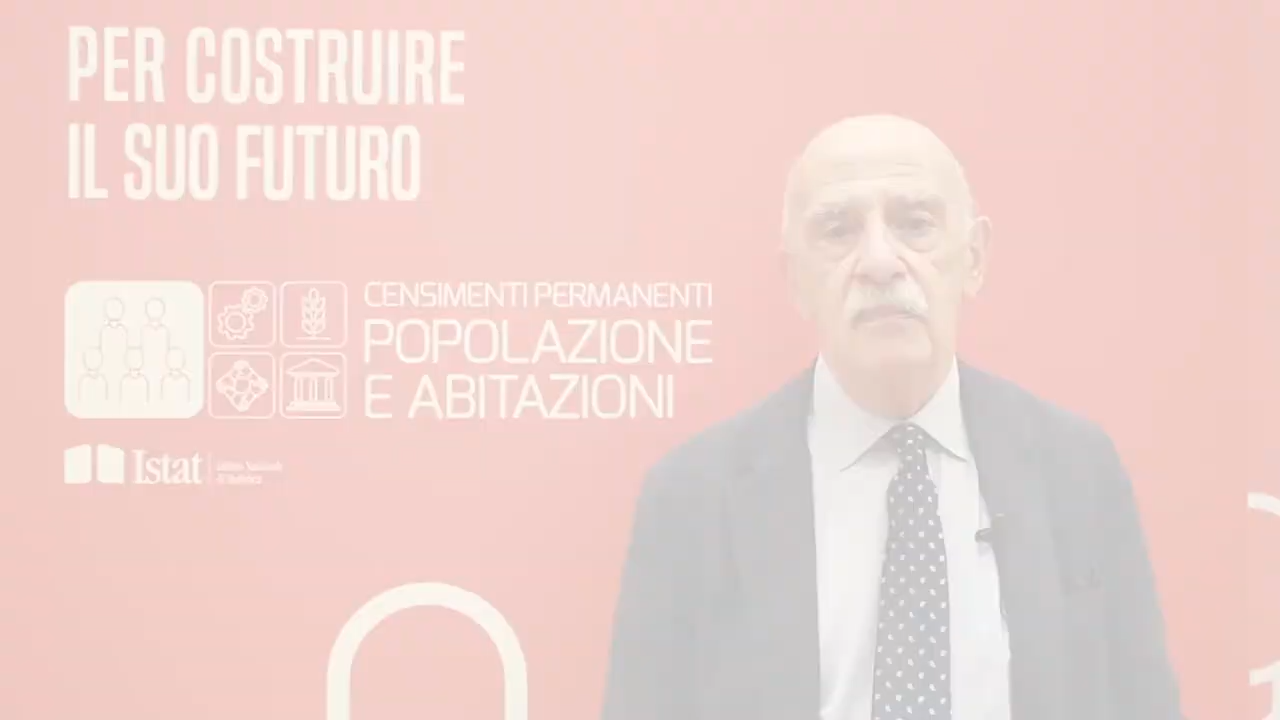 PER COSTRUIRE
IL SUO FUTURO
CENSIMENTI PERMANENTI
POPOLAZIONE
E ABITAZIONI
Istat